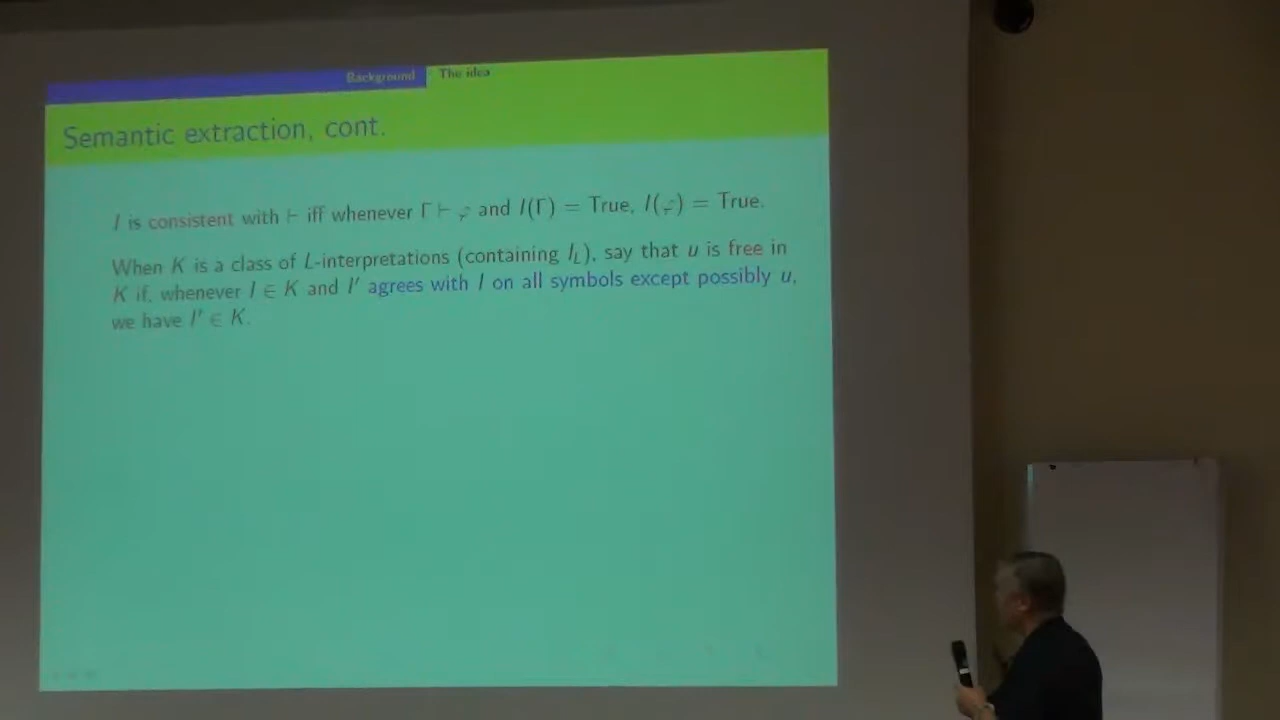 Background The idea
Semantic extraction, cont.
I is consistent with ⊢ iff whenever Γ ⊢ φ and I(Γ) = True, I(φ) = True.
When K is a class of L-interpretations (containing I_L), say that u is free in
K if, whenever I ∈ K and I′ agrees with I on all symbols except possibly u,
we have I′ ∈ K.